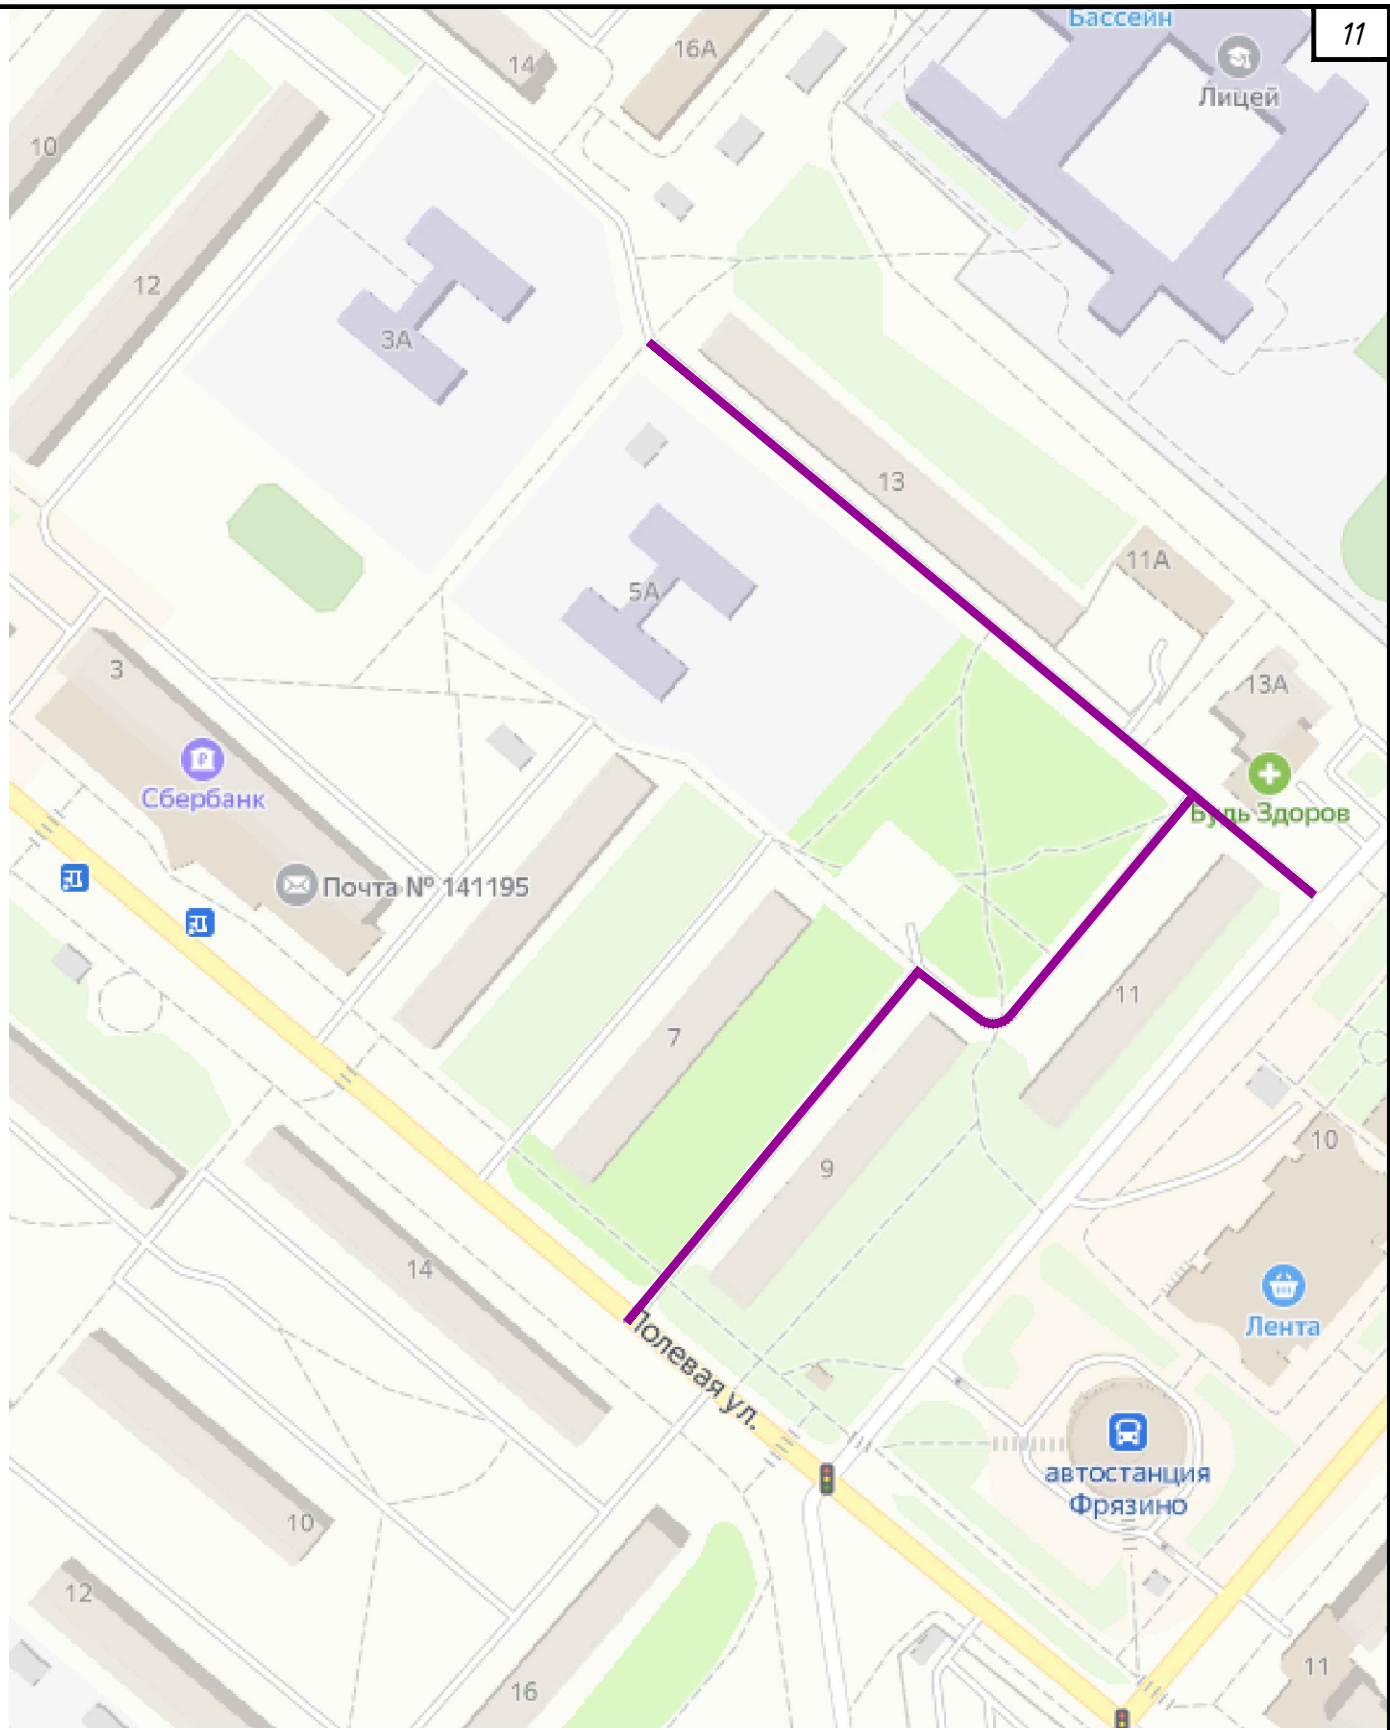 Бассейн
11
14
16А
Лицей
10
12
3А
13
11А
5А
3
13А
Сбербанк
Будь Здоров
Почта № 141195
11
7
10
9
14
Лента
Полевая ул.
автостанция
Фрязино
10
12
16
11